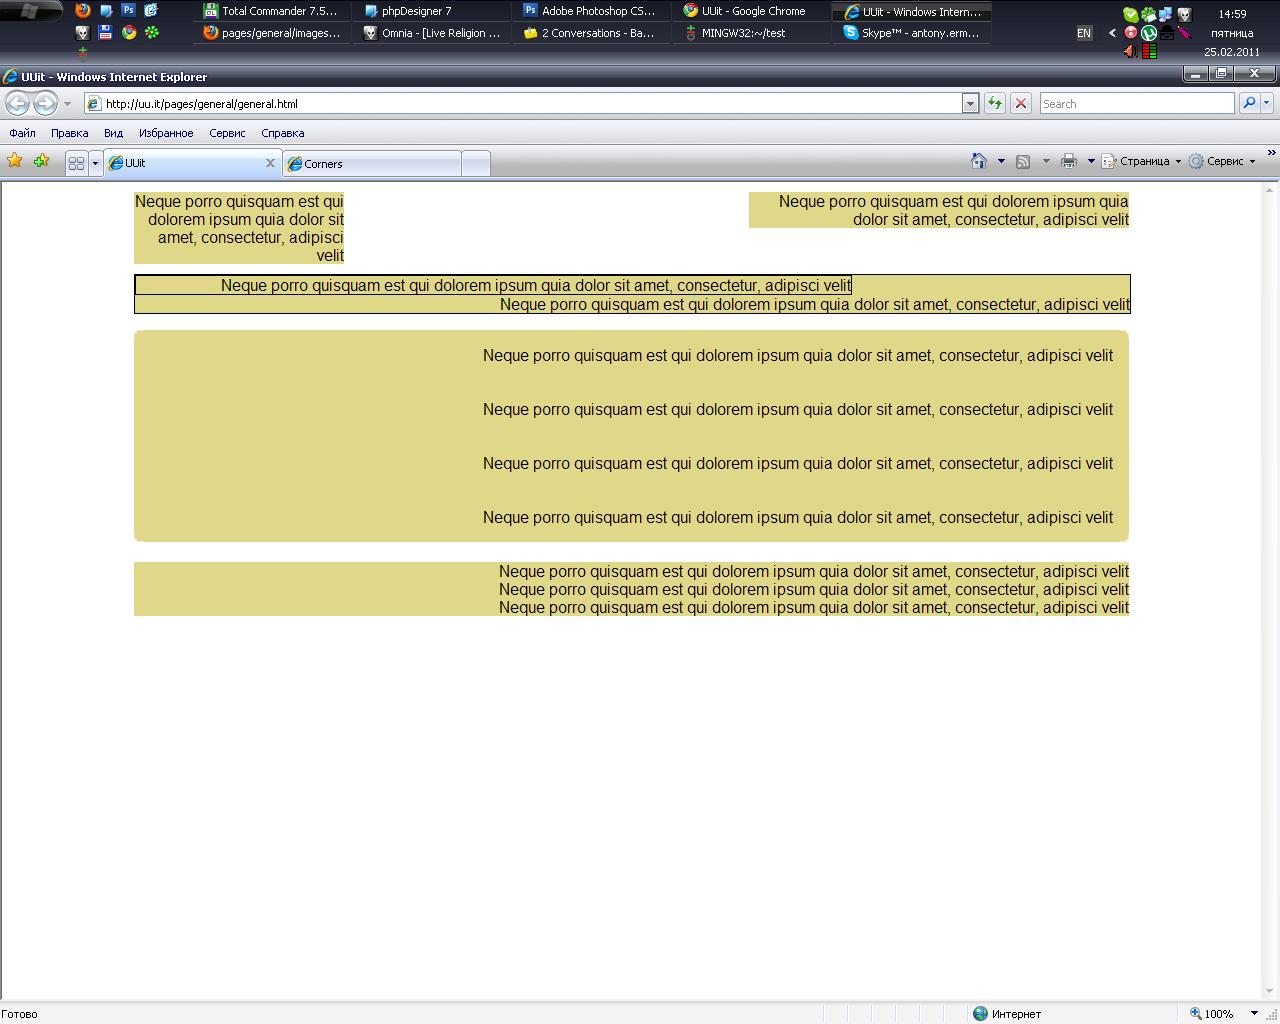 Total Commander 7.5...
phpDesigner 7
Adobe Photoshop CS...
UUit - Google Chrome
UUit - Windows Intern...
14:59
pages/general/images...
Omnia - [Live Religion ...
2 Conversations - Ba...
MINGW32:~/test
Skype™ - antony.erm...
EN
пятница
25.02.2011
UUit - Windows Internet Explorer
http://uu.it/pages/general/general.html
Search
Файл Правка Вид Избранное Сервис Справка
UUit
Corners
Страница
Сервис
Neque porro quisquam est qui
dolorem ipsum quia dolor sit
amet, consectetur, adipisci
velit
Neque porro quisquam est qui dolorem ipsum quia
dolor sit amet, consectetur, adipisci velit
Neque porro quisquam est qui dolorem ipsum quia dolor sit amet, consectetur, adipisci velit
Neque porro quisquam est qui dolorem ipsum quia dolor sit amet, consectetur, adipisci velit
Neque porro quisquam est qui dolorem ipsum quia dolor sit amet, consectetur, adipisci velit
Neque porro quisquam est qui dolorem ipsum quia dolor sit amet, consectetur, adipisci velit
Neque porro quisquam est qui dolorem ipsum quia dolor sit amet, consectetur, adipisci velit
Neque porro quisquam est qui dolorem ipsum quia dolor sit amet, consectetur, adipisci velit
Neque porro quisquam est qui dolorem ipsum quia dolor sit amet, consectetur, adipisci velit
Neque porro quisquam est qui dolorem ipsum quia dolor sit amet, consectetur, adipisci velit
Neque porro quisquam est qui dolorem ipsum quia dolor sit amet, consectetur, adipisci velit
Готово
Интернет
100%